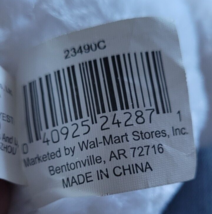 23490C
0 40925 24287 1
Marketed by Wal-Mart Stores, Inc.
Bentonville, AR 72716
MADE IN CHINA